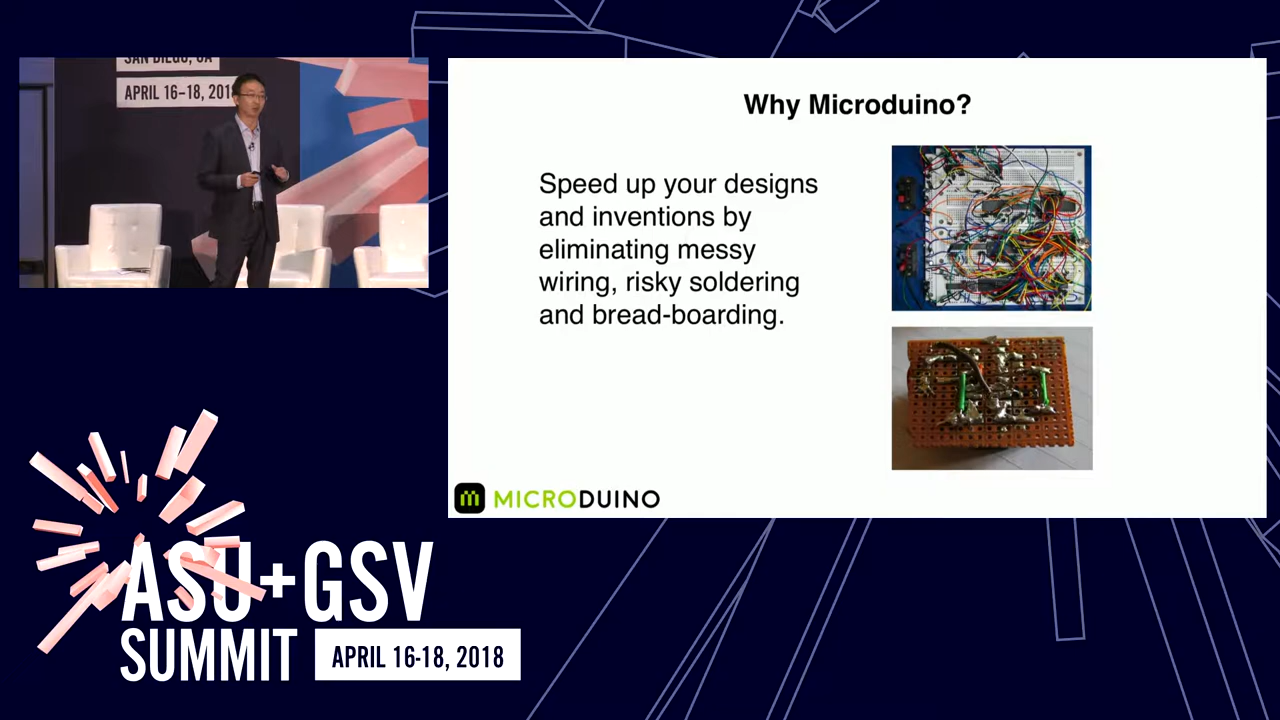 SAN DIEGO, CA
APRIL 16-18, 201
Why Microduino?
Speed up your designs
and inventions by
eliminating messy
wiring, risky soldering
and bread-boarding.
MICRODUINO
ASU+GSV
SUMMIT
APRIL 16-18, 2018